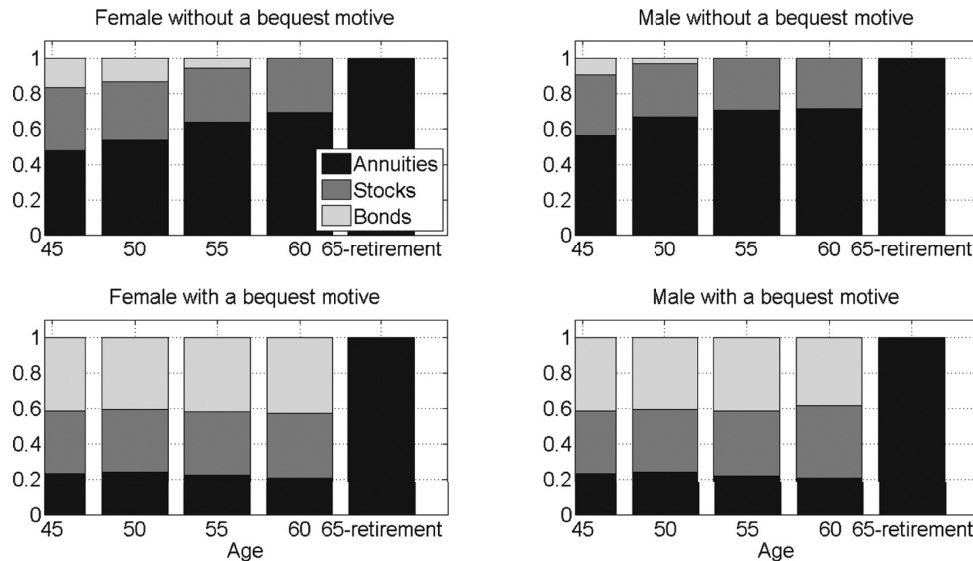 Female without a bequest motive
1
0.8
0.6
0.4
0.2
0
Annuities
Stocks
Bonds
45 50 55 60 65-retirement
Male without a bequest motive
1
0.8
0.6
0.4
0.2
0
45 50 55 60 65-retirement
Female with a bequest motive
1
0.8
0.6
0.4
0.2
0
45 50 55 60 65-retirement
Age
Male with a bequest motive
1
0.8
0.6
0.4
0.2
0
45 50 55 60 65-retirement
Age